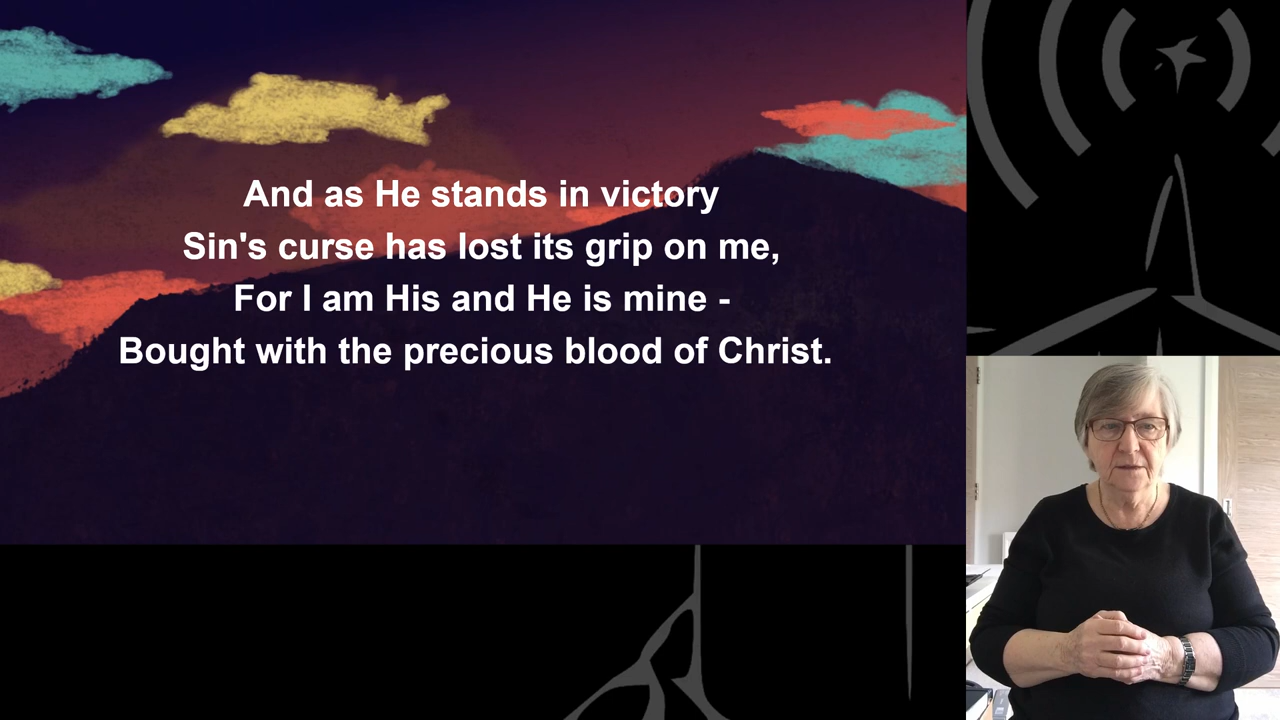 And as He stands in victory
Sin's curse has lost its grip on me,
For I am His and He is mine -
Bought with the precious blood of Christ.